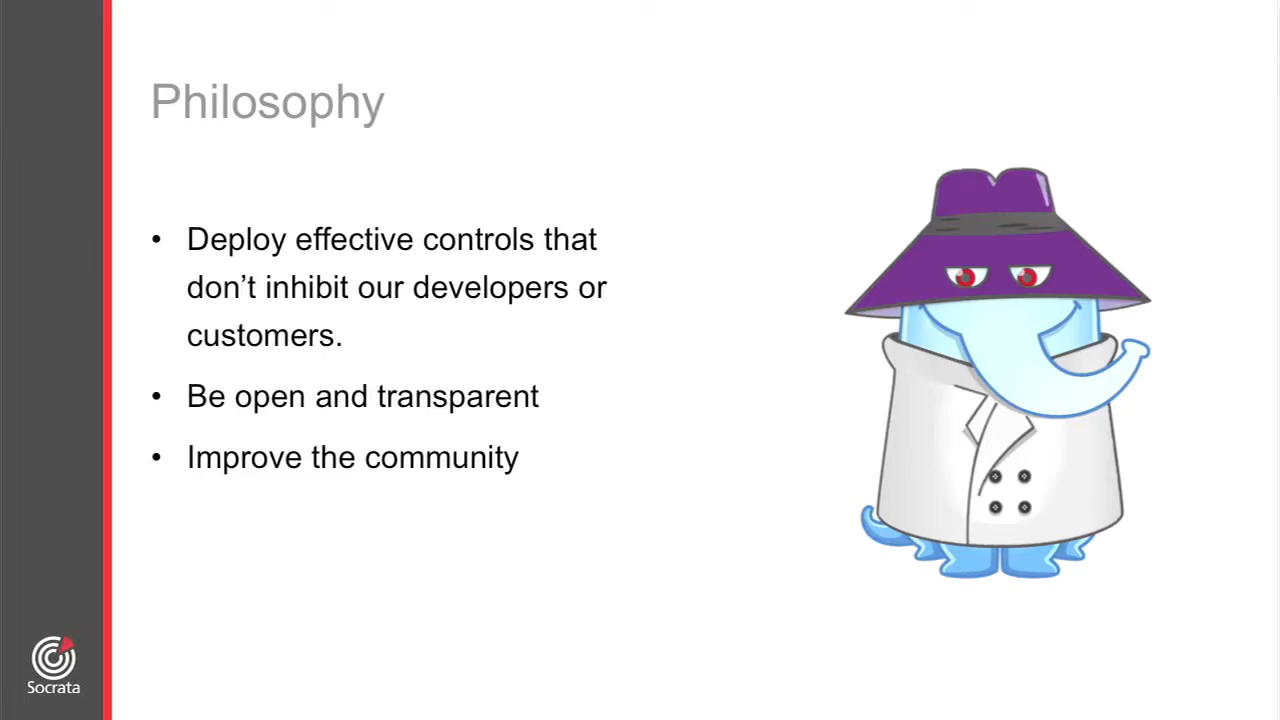 Philosophy
• Deploy effective controls that
don’t inhibit our developers or
customers.
• Be open and transparent
• Improve the community
Socrata